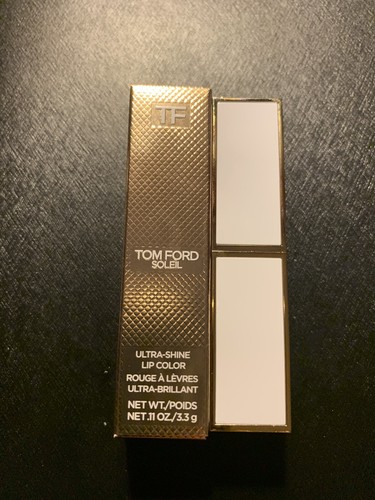 TF
TOM FORD
SOLEIL
ULTRA-SHINE
LIP COLOR
ROUGE À LÈVRES
ULTRA-BRILLANT
NET WT./POIDS
NET .11 OZ./3.3 g